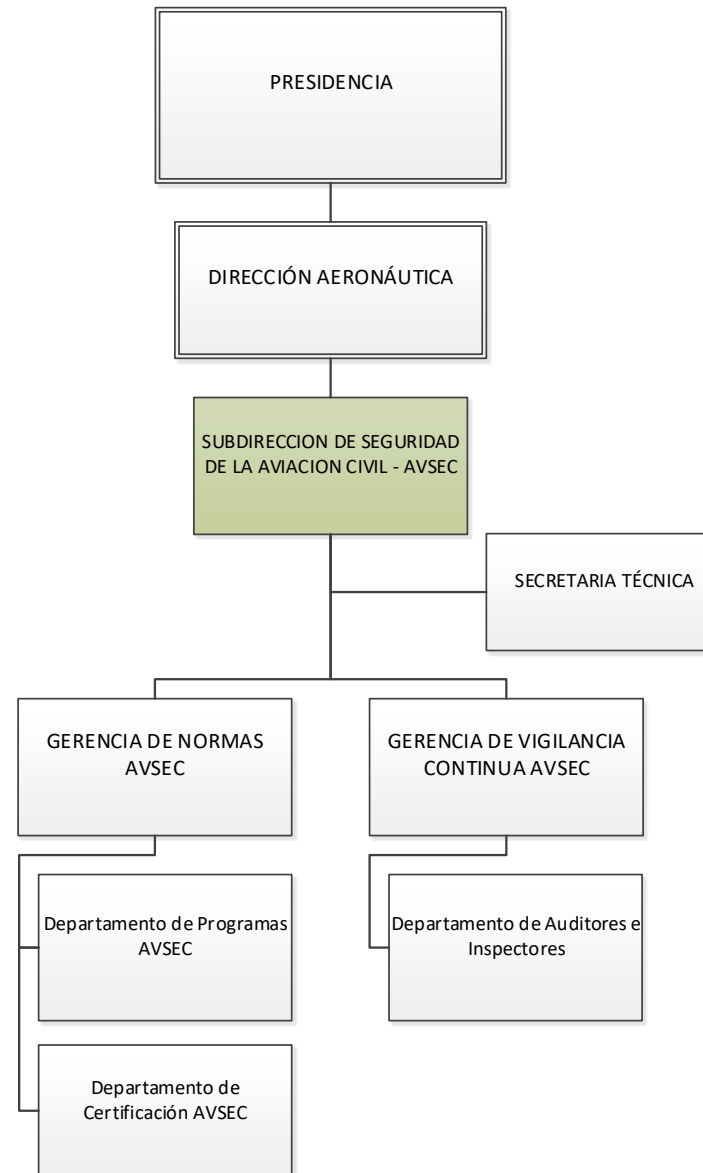 PRESIDENCIA
DIRECCIÓN AERONÁUTICA
SUBDIRECCION DE SEGURIDAD
DE LA AVIACION CIVIL - AVSEC
SECRETARIA TÉCNICA
GERENCIA DE NORMAS
AVSEC
GERENCIA DE VIGILANCIA
CONTINUA AVSEC
Departamento de Programas
AVSEC
Departamento de Auditores e
Inspectores
Departamento de
Certificación AVSEC